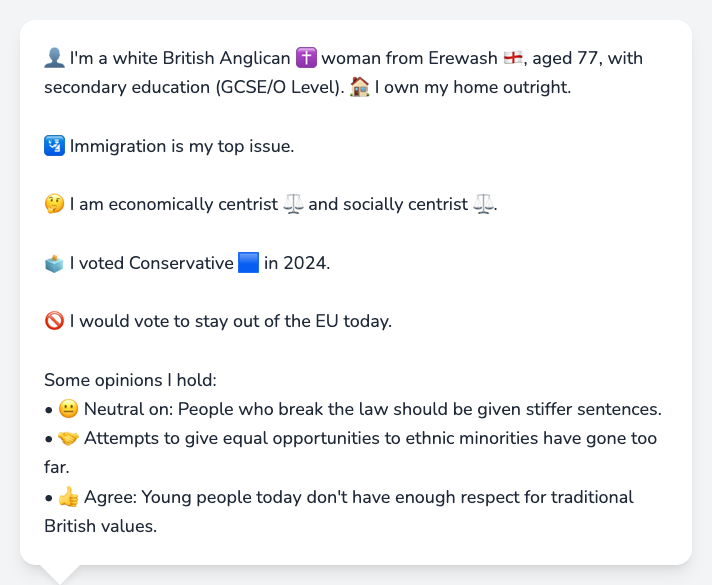 👤 I'm a white British Anglican ✝️ woman from Erewash 🏴󠁧󠁢󠁥󠁮󠁧󠁿, aged 77, with
secondary education (GCSE/O Level). 🏠 I own my home outright.
🛂 Immigration is my top issue.
🤔 I am economically centrist ⚖️ and socially centrist ⚖️.
🗳️ I voted Conservative 🟦 in 2024.
🚫 I would vote to stay out of the EU today.
Some opinions I hold:
• 😐 Neutral on: People who break the law should be given stiffer sentences.
• 🤝 Attempts to give equal opportunities to ethnic minorities have gone too
far.
• 👍 Agree: Young people today don't have enough respect for traditional
British values.